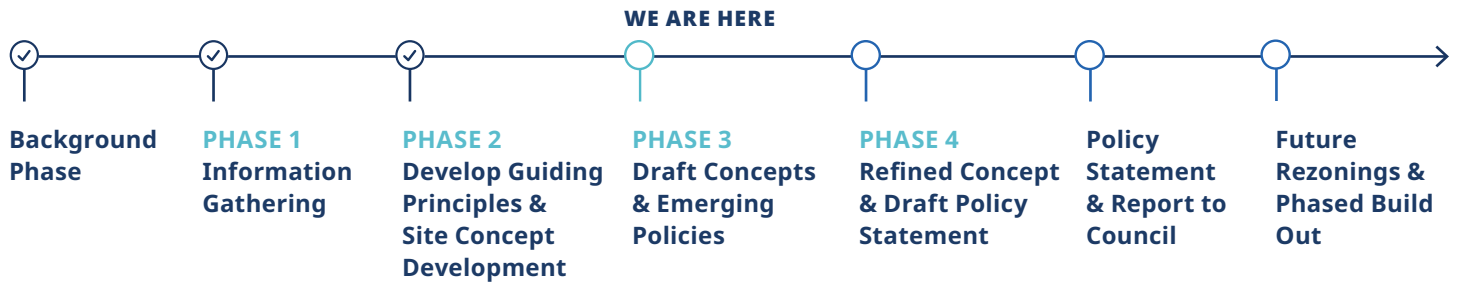 WE ARE HERE
Background
Phase
PHASE 1
Information
Gathering
PHASE 2
Develop Guiding
Principles &
Site Concept
Development
PHASE 3
Draft Concepts
& Emerging
Policies
PHASE 4
Refined Concept
& Draft Policy
Statement
Policy
Statement
& Report to
Council
Future
Rezonings &
Phased Build
Out